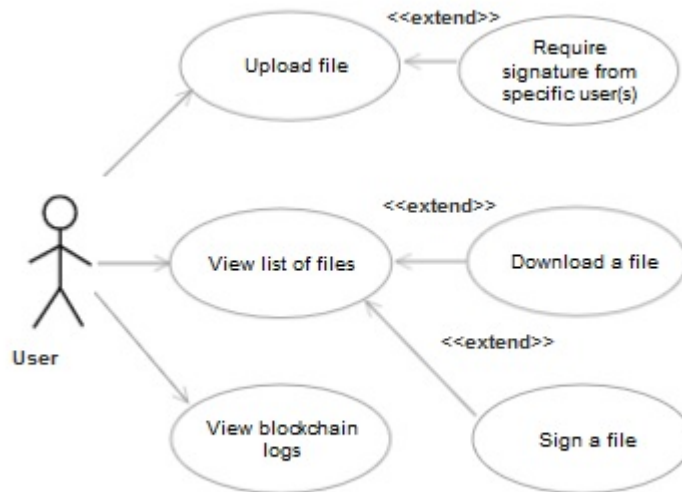 <<extend>>
Upload file
Require
signature from
specific user(s)
<<extend>>
View list of files
Download a file
<<extend>>
User
View blockchain
logs
Sign a file